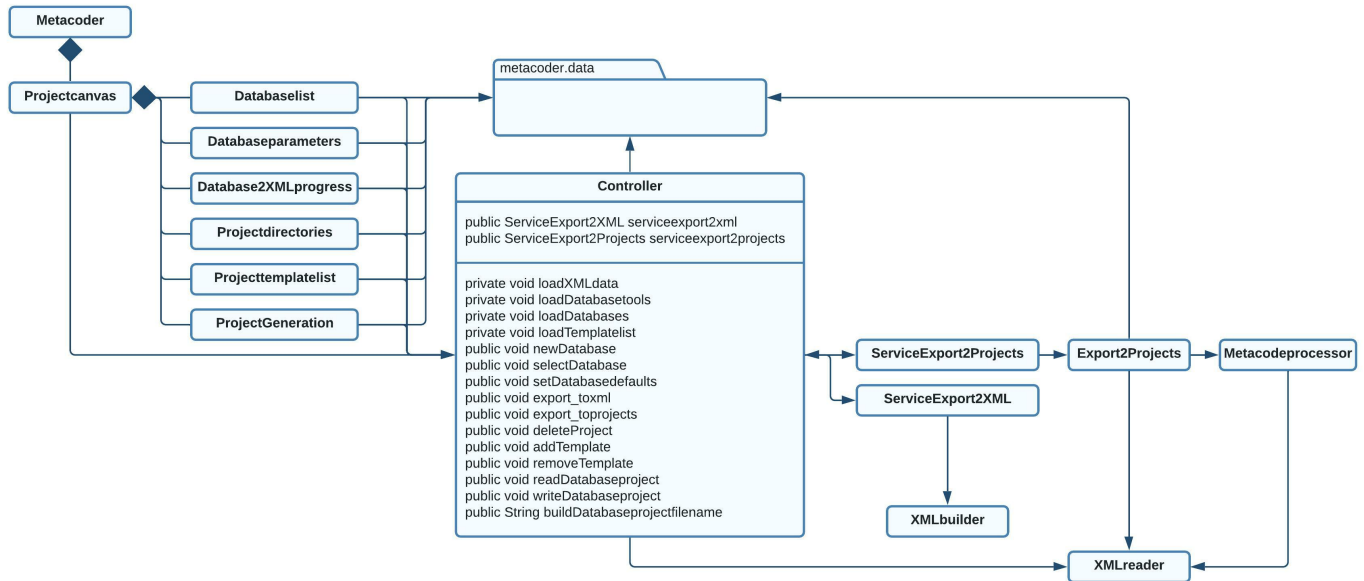 Metacoder
metacoder.data
Projectcanvas
Databaselist
Databaseparameters
Database2XMLprogress
Projectdirectories
Projecttemplatelist
ProjectGeneration
Controller
public ServiceExport2XML serviceexport2xml
public ServiceExport2Projects serviceexport2projects
private void loadXMLdata
private void loadDatabasetools
private void loadDatabases
private void loadTemplatelist
public void newDatabase
public void selectDatabase
public void setDatabasedefaults
public void export_toxml
public void export_toprojects
public void deleteProject
public void addTemplate
public void removeTemplate
public void readDatabaseproject
public void writeDatabaseproject
public String buildDatabaseprojectfilename
ServiceExport2Projects
Export2Projects
Metacodeprocessor
ServiceExport2XML
XMLbuilder
XMLreader